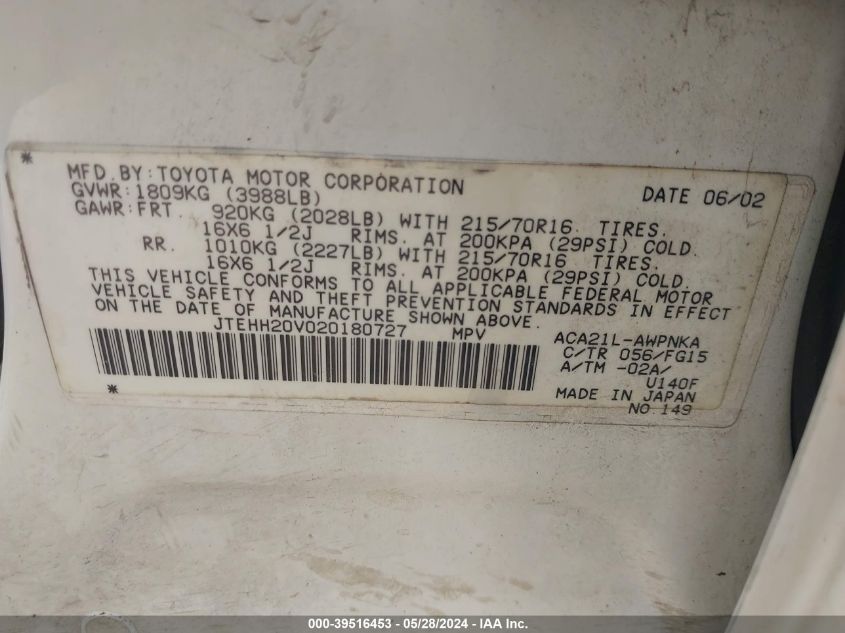 *
MFD. BY: TOYOTA MOTOR CORPORATION DATE 06/02
GVWR: 1809KG (3988LB)
GAWR: FRT. 920KG (2028LB) WITH 215/70R16. TIRES.
16X6 1/2J RIMS. AT 200KPA (29PSI) COLD.
RR. 1010KG (2227LB) WITH 215/70R16 TIRES.
16X6 1/2J RIMS. AT 200KPA (29PSI) COLD.
THIS VEHICLE CONFORMS TO ALL APPLICABLE FEDERAL MOTOR
VEHICLE SAFETY AND THEFT PREVENTION STANDARDS IN EFFECT
ON THE DATE OF MANUFACTURE SHOWN ABOVE.
JTEHH20V020180727 MPV
ACA21L-AWPNKA
C/TR 056/FG15
A/TM -02A/
U140F
MADE IN JAPAN
NO 149
*
000-39516453 - 05/28/2024 - IAA Inc.